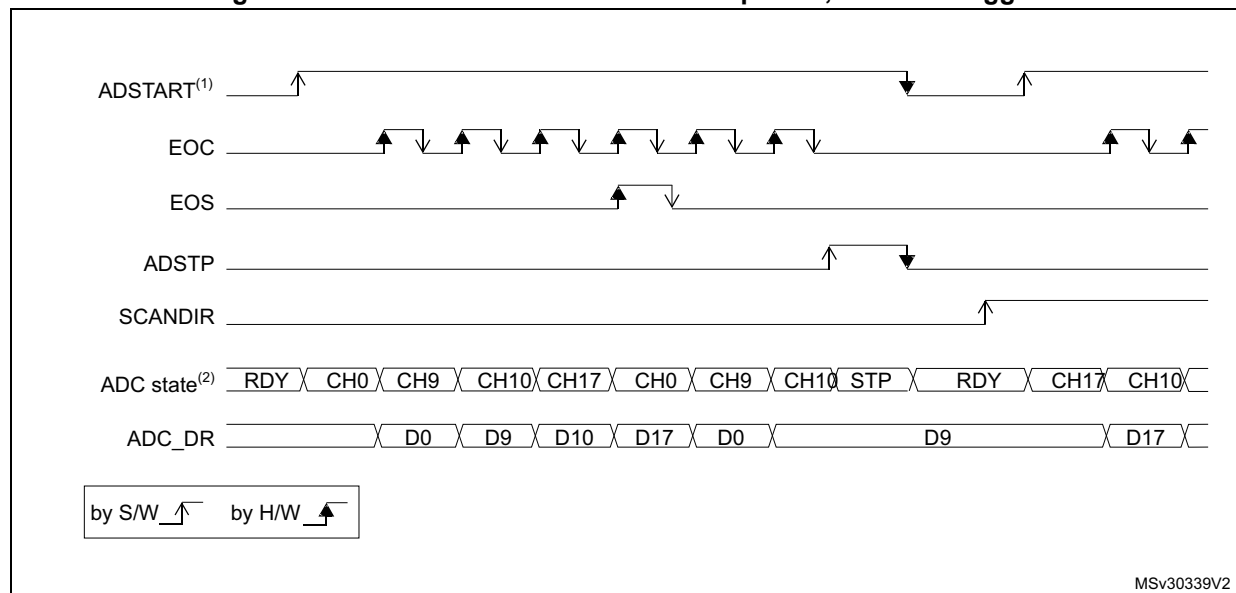 ADSTART(1)
EOC
EOS
ADSTP
SCANDIR
ADC state(2) RDY CH0 CH9 CH10 CH17 CH0 CH9 CH10 STP RDY CH17 CH10
ADC_DR D0 D9 D10 D17 D0 D9 D17
by S/W by H/W
MSv30339V2